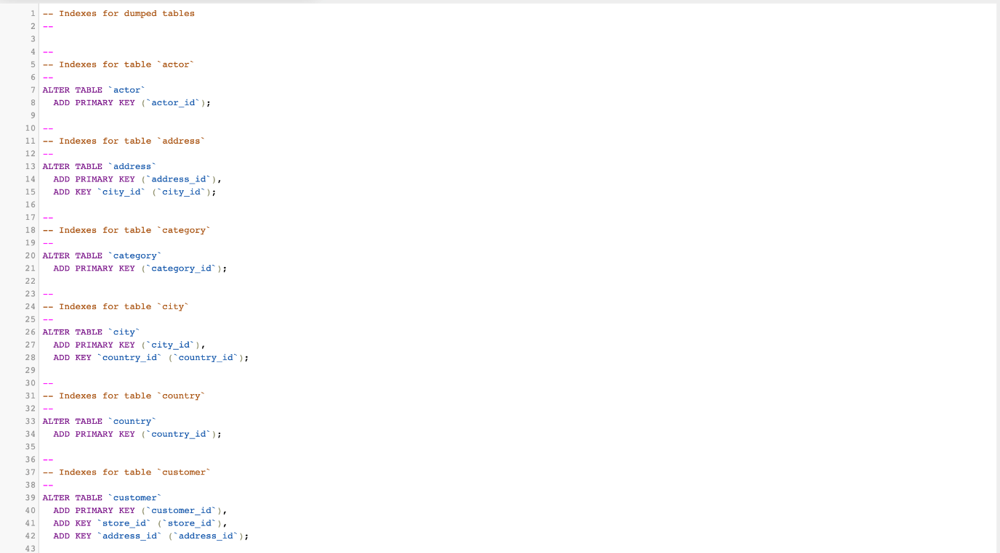 1 -- Indexes for dumped tables
2 --
3
4 --
5 -- Indexes for table `actor`
6 --
7 ALTER TABLE `actor`
8   ADD PRIMARY KEY (`actor_id`);
9
10 --
11 -- Indexes for table `address`
12 --
13 ALTER TABLE `address`
14   ADD PRIMARY KEY (`address_id`),
15   ADD KEY `city_id` (`city_id`);
16
17 --
18 -- Indexes for table `category`
19 --
20 ALTER TABLE `category`
21   ADD PRIMARY KEY (`category_id`);
22
23 --
24 -- Indexes for table `city`
25 --
26 ALTER TABLE `city`
27   ADD PRIMARY KEY (`city_id`),
28   ADD KEY `country_id` (`country_id`);
29
30 --
31 -- Indexes for table `country`
32 --
33 ALTER TABLE `country`
34   ADD PRIMARY KEY (`country_id`);
35
36 --
37 -- Indexes for table `customer`
38 --
39 ALTER TABLE `customer`
40   ADD PRIMARY KEY (`customer_id`),
41   ADD KEY `store_id` (`store_id`),
42   ADD KEY `address_id` (`address_id`);
43